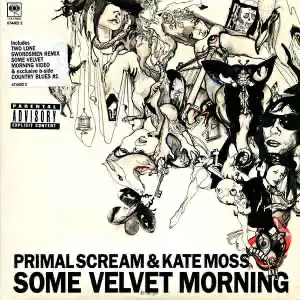 Includes:
TWO LONE
SWORDSMEN REMIX
SOME VELVET
MORNING VIDEO
& exclusive b-side
COUNTRY BLUES #1
PARENTAL
ADVISORY
EXPLICIT CONTENT
PRIMAL SCREAM & KATE MOSS
SOME VELVET MORNING